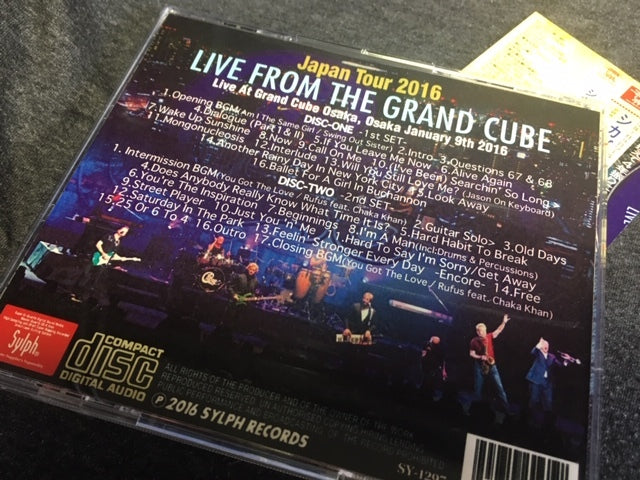 Japan Tour 2016
LIVE FROM THE GRAND CUBE
Live At Grand Cube Osaka, Osaka January 9th 2016
DISC-ONE -1st SET-
1.Opening BGM(Am I The Same Girl / Swing Out Sister) 2.Intro 3.Questions 67 & 68
4.Dialogue (Part I & II) 5.If You Leave Me Now 6.Alive Again
7.Wake Up Sunshine 8.Now 9.Call On Me 10.(I've Been) Searchin' So Long
11.Mongonucleosis 12.Interlude 13.Will You Still Love Me? (Jason On Keyboard)
14.Another Rainy Day In New York City 15.Look Away
16.Ballet For A Girl In Buchannon
DISC-TWO -2nd SET-
1. Intermission BGM(You Got The Love / Rufus feat. Chaka Khan) 2.Guitar Solo> 3.Old Days
4.Does Anybody Really Know What Time It Is? 5.Hard Habit To Break
6.You're The Inspiration 7.Beginnings 8.I'm A Man(incl:Drums & Percussions)
9.Street Player 10.Just You 'n' Me 11.Hard To Say I'm Sorry/Get Away
12.Saturday In The Park 13.Feelin' Stronger Every Day -Encore- 14.Free
15.25 Or 6 To 4 16.Outro 17.Closing BGM(You Got The Love / Rufus feat. Chaka Khan)
Sylph
COMPACT
disc
DIGITAL AUDIO
ALL RIGHTS OF THE PRODUCER AND OF THE OWNER OF THE WORK
℗ 2016 SYLPH RECORDS